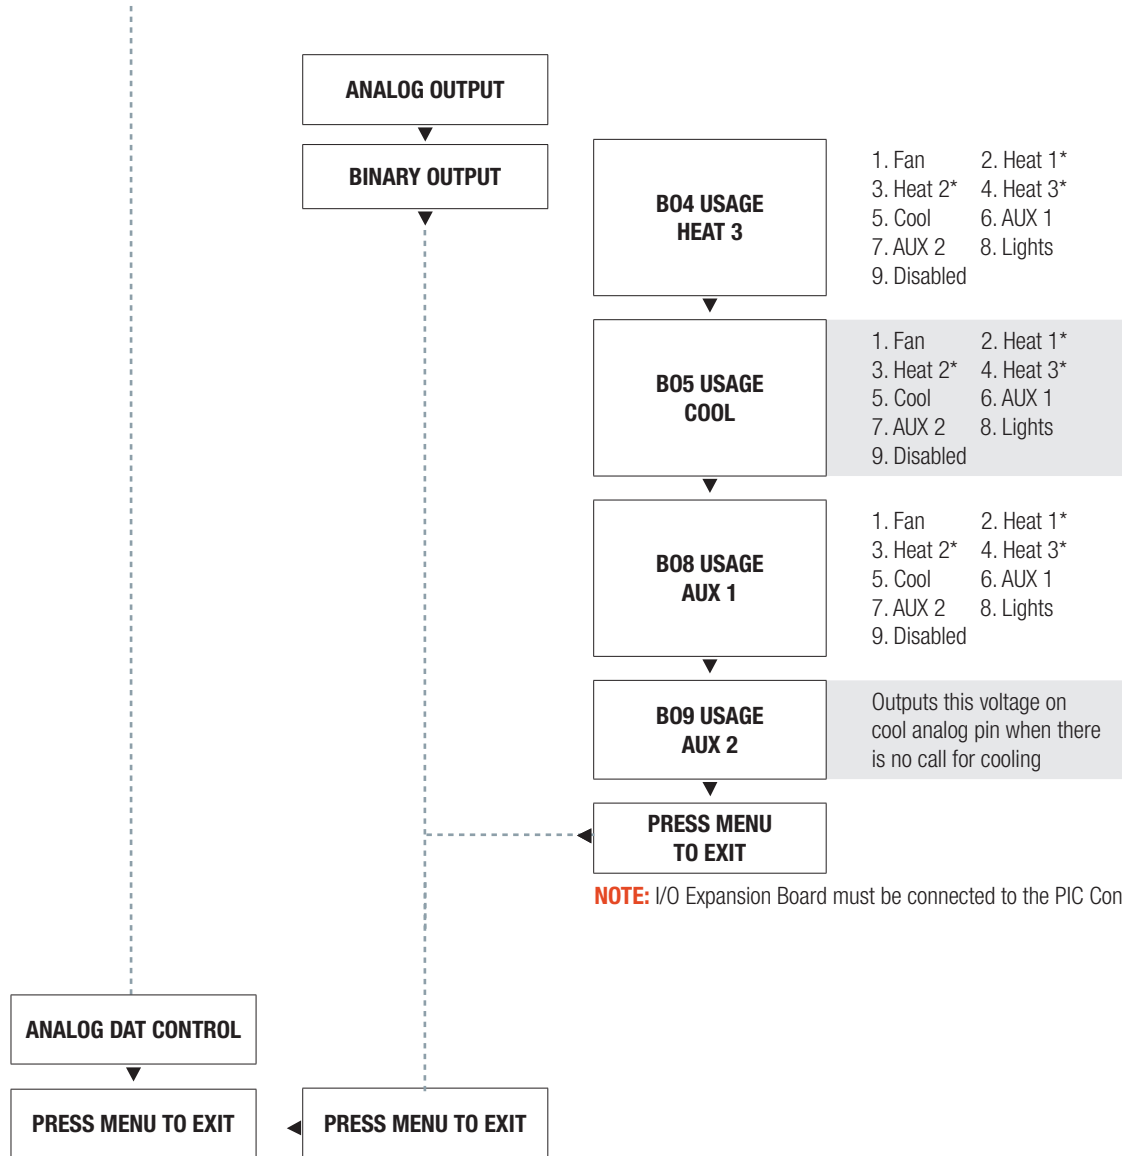 ANALOG OUTPUT
BINARY OUTPUT
BO4 USAGE
HEAT 3
1. Fan 2. Heat 1*
3. Heat 2* 4. Heat 3*
5. Cool 6. AUX 1
7. AUX 2 8. Lights
9. Disabled
BO5 USAGE
COOL
1. Fan 2. Heat 1*
3. Heat 2* 4. Heat 3*
5. Cool 6. AUX 1
7. AUX 2 8. Lights
9. Disabled
BO8 USAGE
AUX 1
1. Fan 2. Heat 1*
3. Heat 2* 4. Heat 3*
5. Cool 6. AUX 1
7. AUX 2 8. Lights
9. Disabled
BO9 USAGE
AUX 2
Outputs this voltage on
cool analog pin when there
is no call for cooling
PRESS MENU
TO EXIT
NOTE: I/O Expansion Board must be connected to the PIC Con
ANALOG DAT CONTROL
PRESS MENU TO EXIT
PRESS MENU TO EXIT